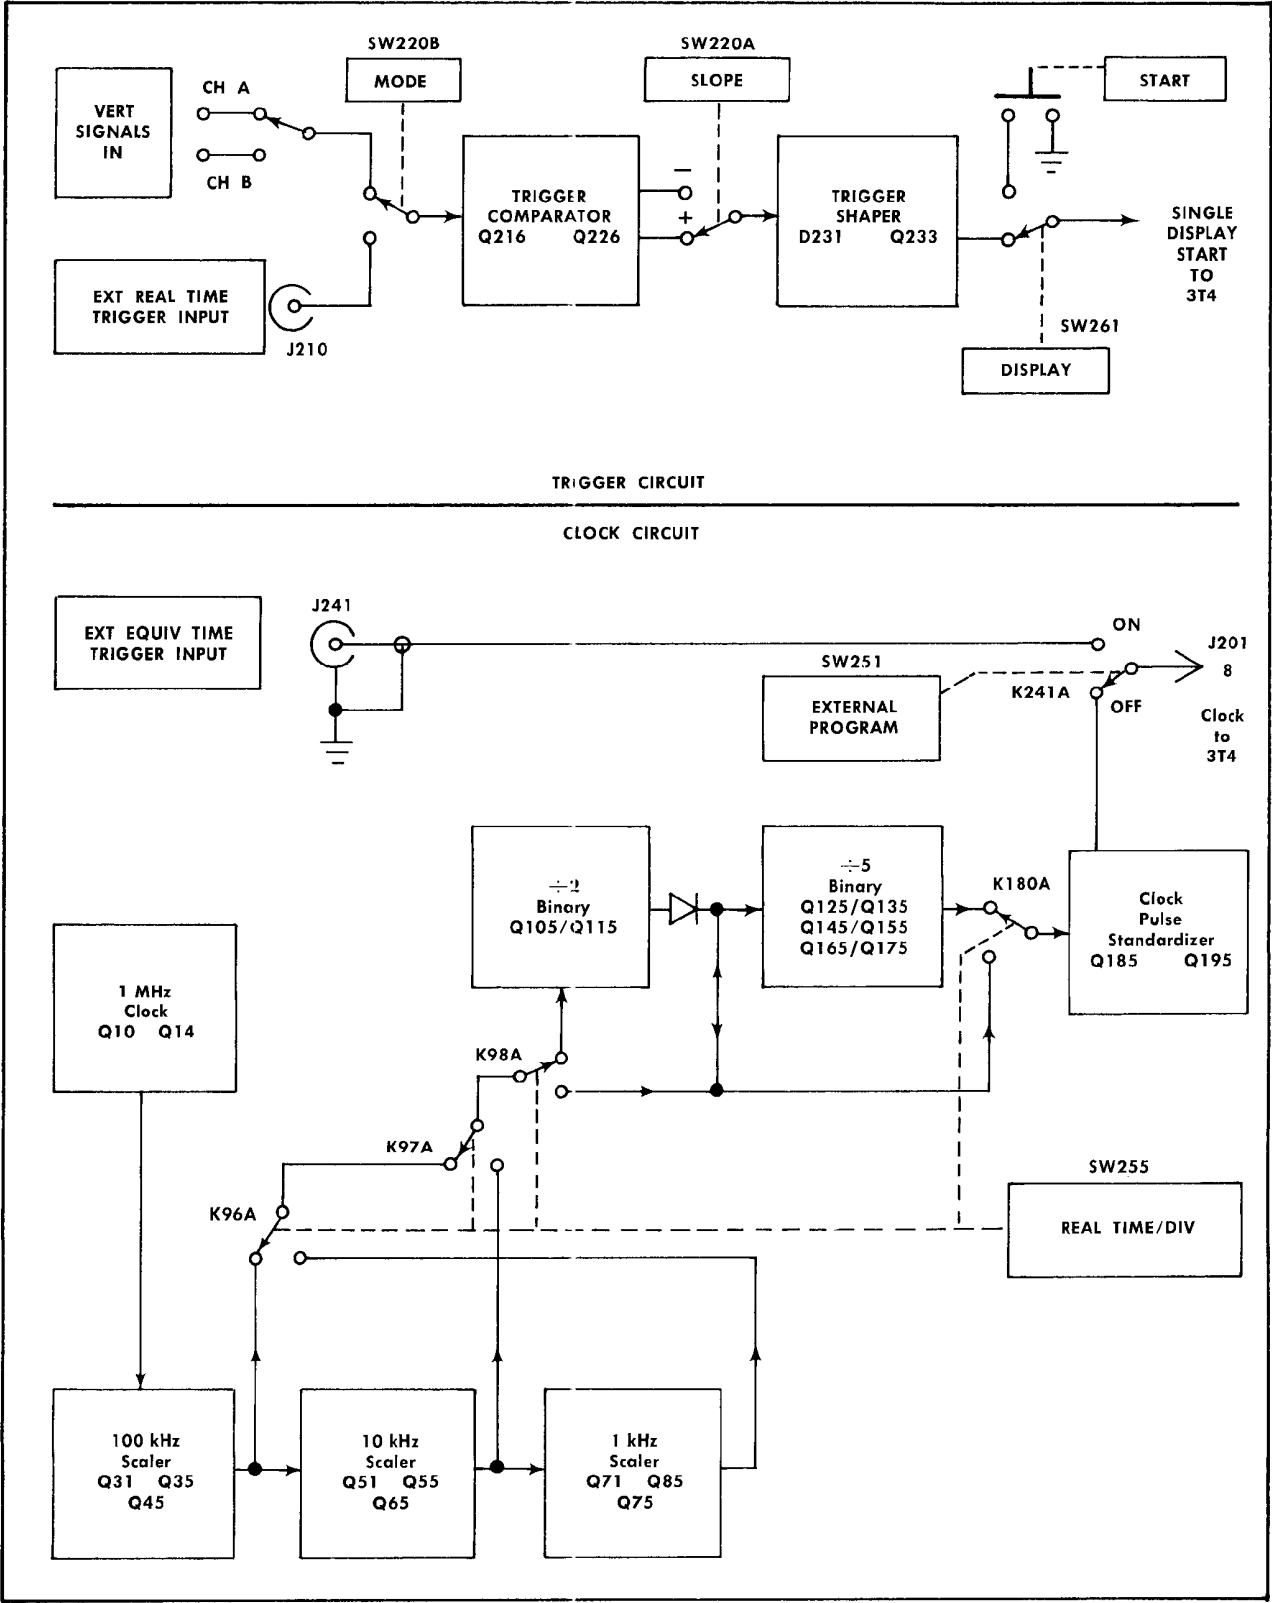 SW220B
SW220A
MODE
SLOPE
START
VERT
SIGNALS
IN
CH A
CH B
TRIGGER
COMPARATOR
Q216 Q226
−
+
TRIGGER
SHAPER
D231 Q233
SINGLE
DISPLAY
START
TO
3T4
EXT REAL TIME
TRIGGER INPUT
J210
SW261
DISPLAY
TRIGGER CIRCUIT
CLOCK CIRCUIT
EXT EQUIV TIME
TRIGGER INPUT
J241
ON
SW251
EXTERNAL
PROGRAM
K241A
OFF
J201
8
Clock
to
3T4
÷2
Binary
Q105/Q115
÷5
Binary
Q125/Q135
Q145/Q155
Q165/Q175
K180A
Clock
Pulse
Standardizer
Q185 Q195
1 MHz
Clock
Q10 Q14
K98A
K97A
K96A
SW255
REAL TIME/DIV
100 kHz
Scaler
Q31 Q35
Q45
10 kHz
Scaler
Q51 Q55
Q65
1 kHz
Scaler
Q71 Q85
Q75